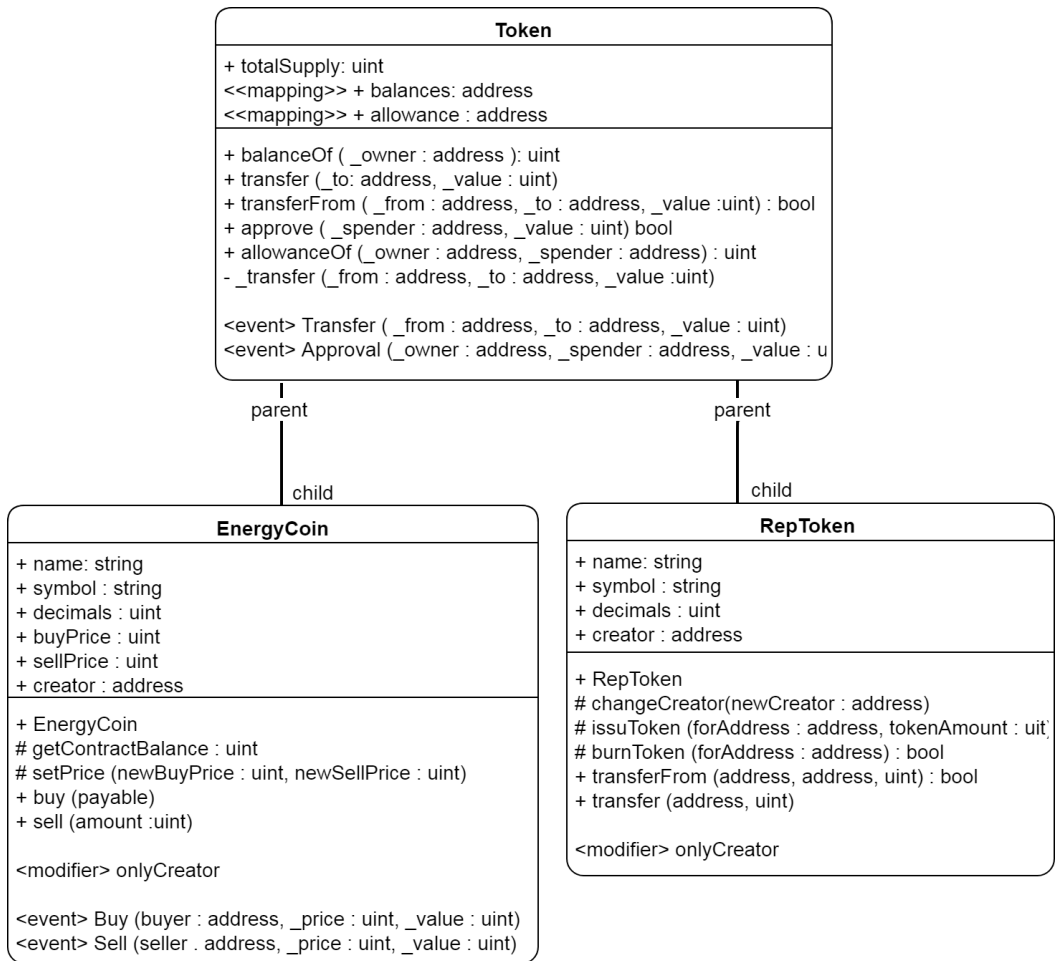 Token
+ totalSupply: uint
<<mapping>> + balances: address
<<mapping>> + allowance : address
+ balanceOf ( _owner : address ): uint
+ transfer (_to: address, _value : uint)
+ transferFrom ( _from : address, _to : address, _value :uint) : bool
+ approve ( _spender : address, _value : uint) bool
+ allowanceOf (_owner : address, _spender : address) : uint
- _transfer (_from : address, _to : address, _value :uint)
<event> Transfer ( _from : address, _to : address, _value : uint)
<event> Approval (_owner : address, _spender : address, _value : u
parent
parent
child
child
EnergyCoin
+ name: string
+ symbol : string
+ decimals : uint
+ buyPrice : uint
+ sellPrice : uint
+ creator : address
+ EnergyCoin
# getContractBalance : uint
# setPrice (newBuyPrice : uint, newSellPrice : uint)
+ buy (payable)
+ sell (amount :uint)
<modifier> onlyCreator
<event> Buy (buyer : address, _price : uint, _value : uint)
<event> Sell (seller . address, _price : uint, _value : uint)
RepToken
+ name: string
+ symbol : string
+ decimals : uint
+ creator : address
+ RepToken
# changeCreator(newCreator : address)
# issuToken (forAddress : address, tokenAmount : uit)
# burnToken (forAddress : address) : bool
+ transferFrom (address, address, uint) : bool
+ transfer (address, uint)
<modifier> onlyCreator